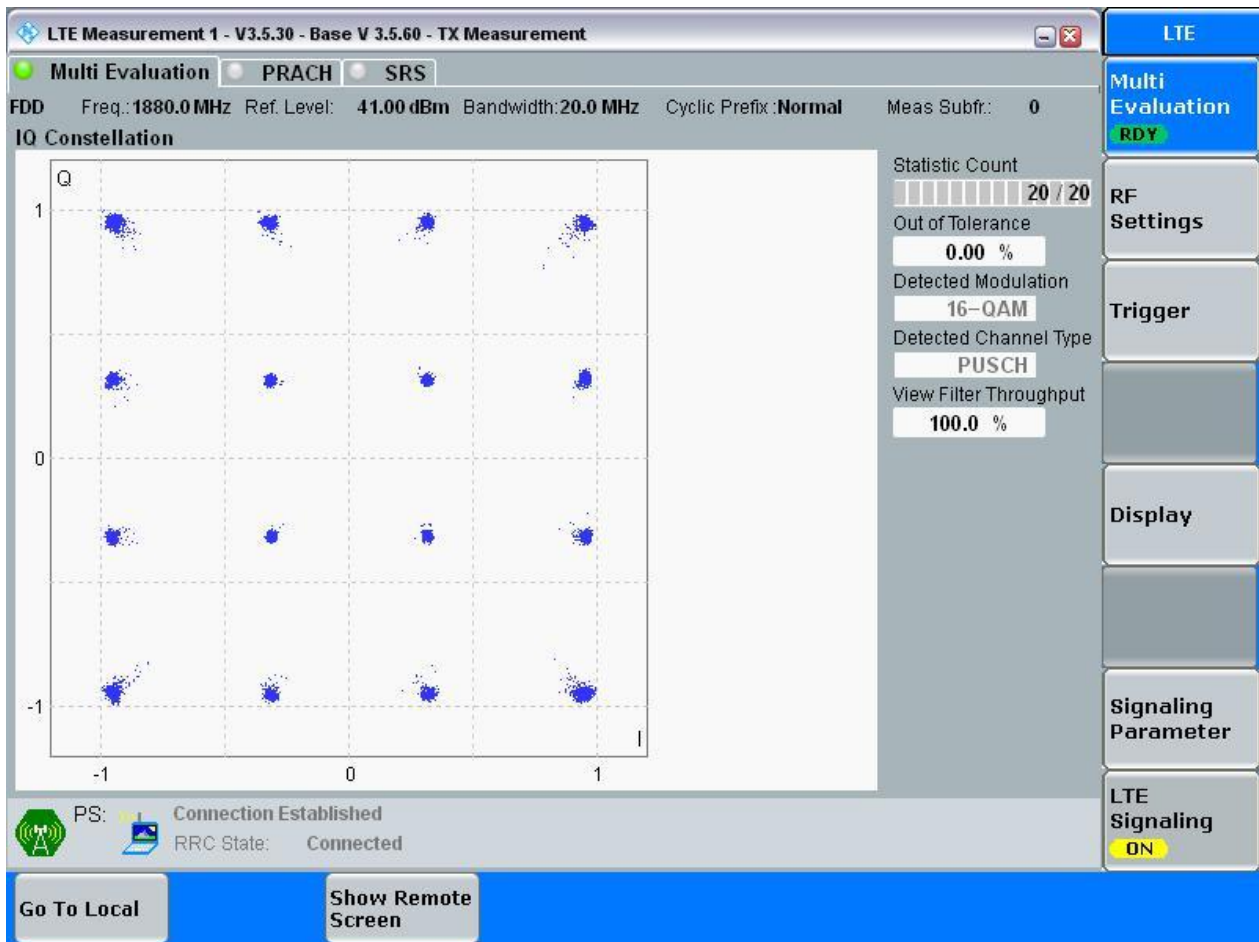 LTE Measurement 1 - V3.5.30 - Base V 3.5.60 - TX Measurement
Multi Evaluation PRACH SRS
FDD Freq.: 1880.0 MHz Ref. Level: 41.00 dBm Bandwidth: 20.0 MHz Cyclic Prefix : Normal Meas Subfr.: 0
IQ Constellation
Q
1
0
-1
I
-1 0 1
Statistic Count
20 / 20
Out of Tolerance
0.00 %
Detected Modulation
16-QAM
Detected Channel Type
PUSCH
View Filter Throughput
100.0 %
PS: Connection Established
RRC State: Connected
LTE
Multi
Evaluation
RDY
RF
Settings
Trigger
Display
Signaling
Parameter
LTE
Signaling
ON
Go To Local
Show Remote
Screen